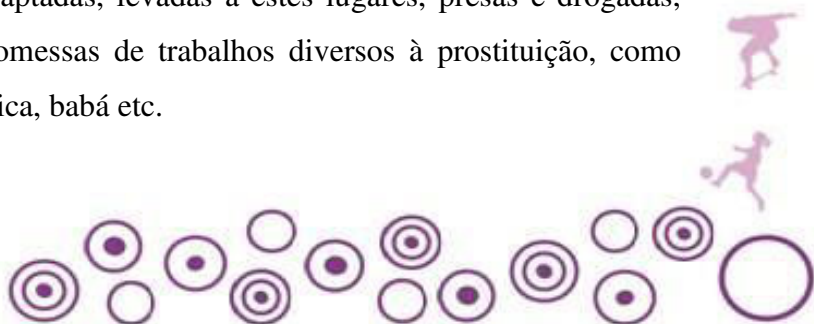 levadas a estes lugares, presas e drogadas,
de trabalhos diversos à prostituição, como
babá etc.